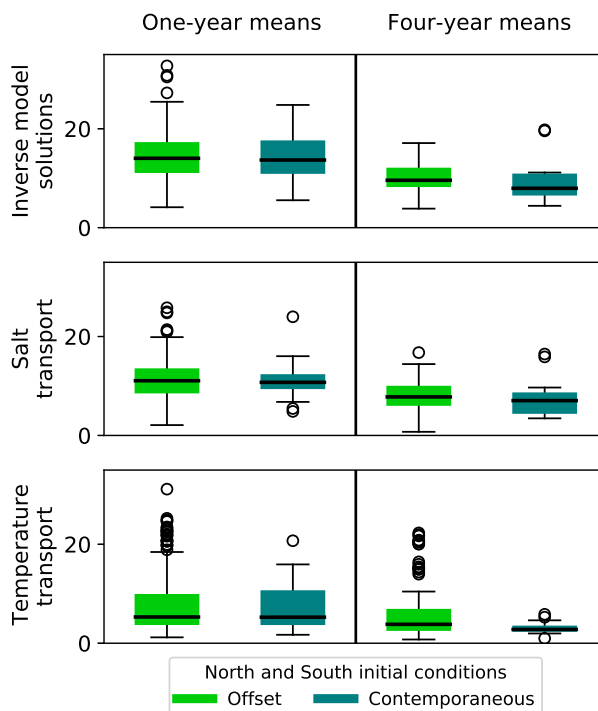 One-year means
Four-year means
Inverse model
solutions
20
0
Salt
transport
20
0
Temperature
transport
20
0
North and South initial conditions
Offset
Contemporaneous